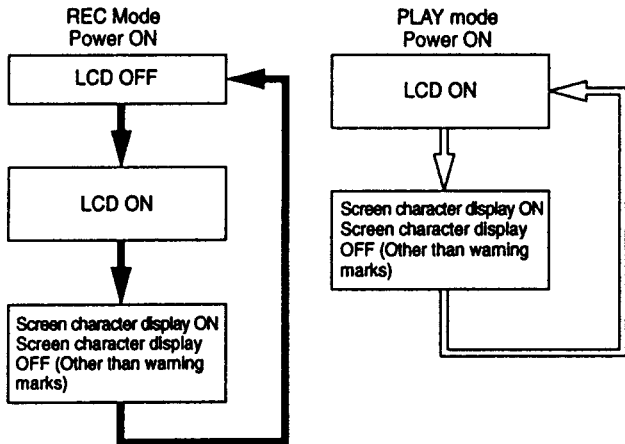 REC Mode
Power ON
LCD OFF
LCD ON
Screen character display ON
Screen character display
OFF (Other than warning
marks)
PLAY mode
Power ON
LCD ON
Screen character display ON
Screen character display
OFF (Other than warning
marks)